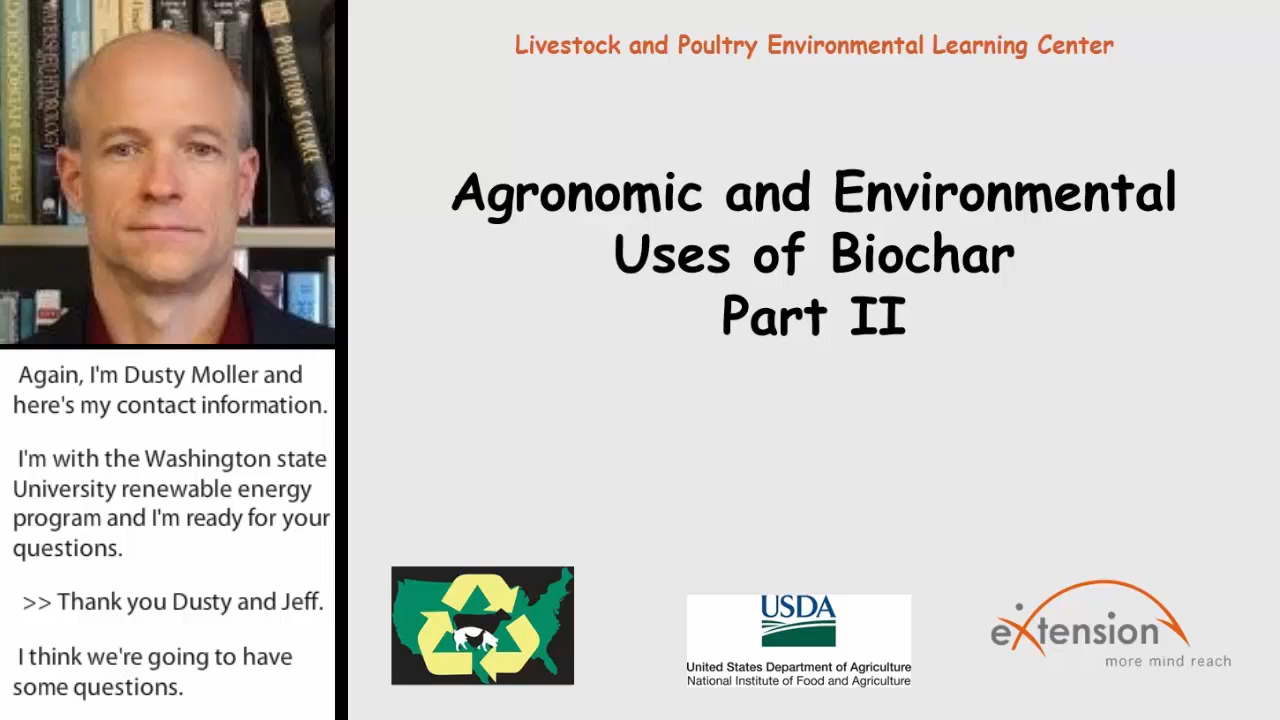 APPLIED HYDROGEOLOGY
POLLUTION SCIENCE
Again, I'm Dusty Moller and
here's my contact information.
I'm with the Washington state
University renewable energy
program and I'm ready for your
questions.
>> Thank you Dusty and Jeff.
I think we're going to have
some questions.
Livestock and Poultry Environmental Learning Center
Agronomic and Environmental
Uses of Biochar
Part II
USDA
United States Department of Agriculture
National Institute of Food and Agriculture
eXtension
more mind reach